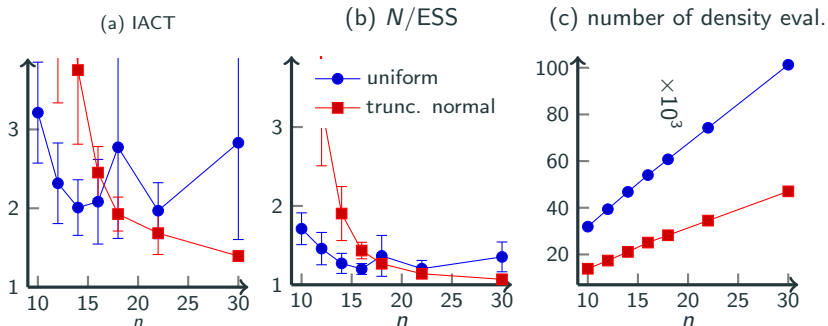 (a) IACT
(b) N/ESS
(c) number of density eval.
uniform
trunc. normal
×10³
3
2
1
10 15 20 25 30
n
3
2
1
10 15 20 25 30
n
100
80
60
40
20
10 15 20 25 30
n